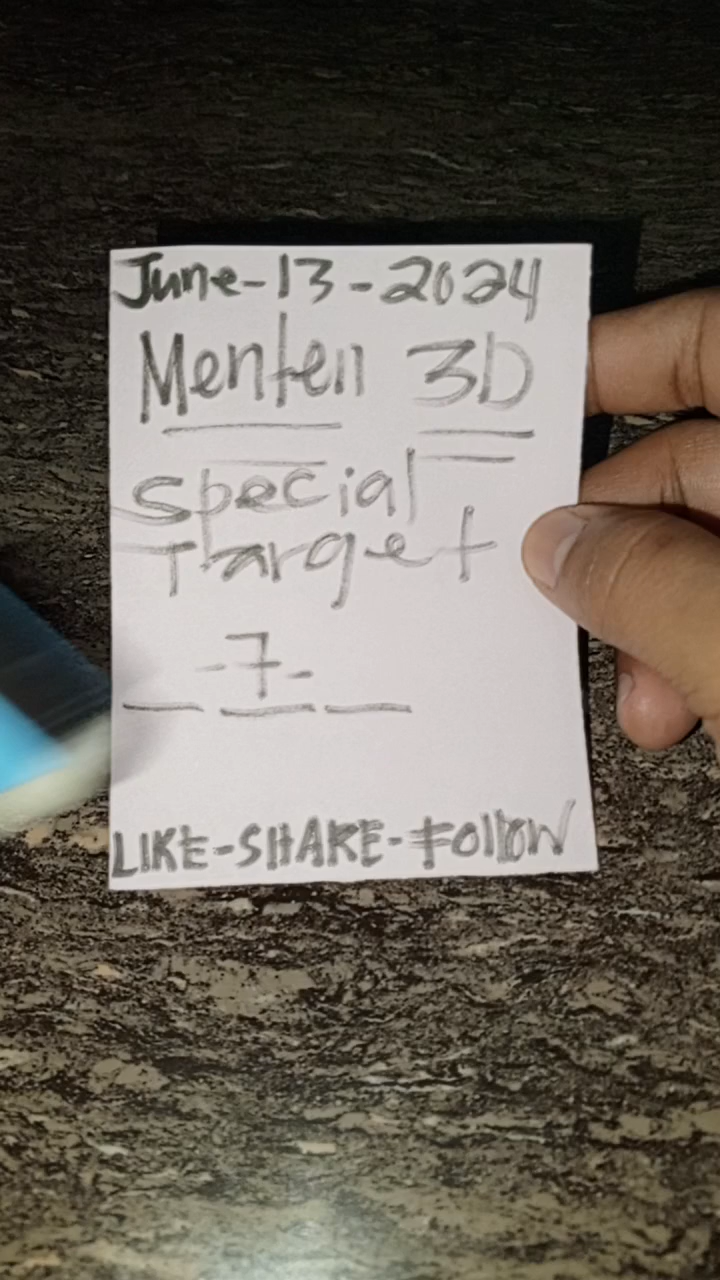 June-13-2024
Menten 3D
Special
Target
-7-
LIKE-SHARE-FOLLOW